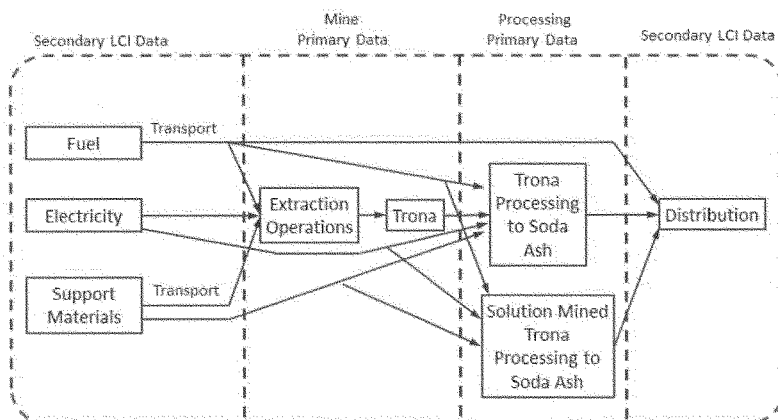 Secondary LCI Data
Mine
Primary Data
Processing
Primary Data
Secondary LCI Data
Fuel
Transport
Electricity
Support
Materials
Transport
Extraction
Operations
Trona
Trona
Processing
to Soda
Ash
Solution Mined
Trona
Processing to
Soda Ash
Distribution